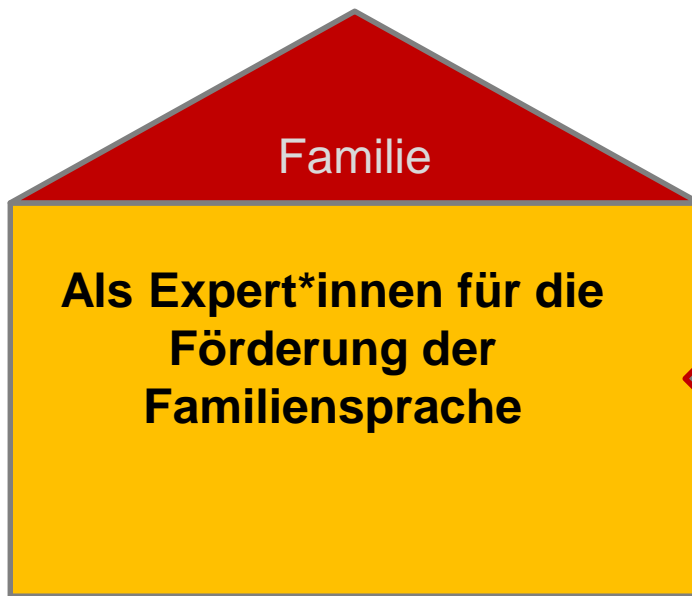 Familie
Als Expert*innen für die
Förderung der
Familiensprache